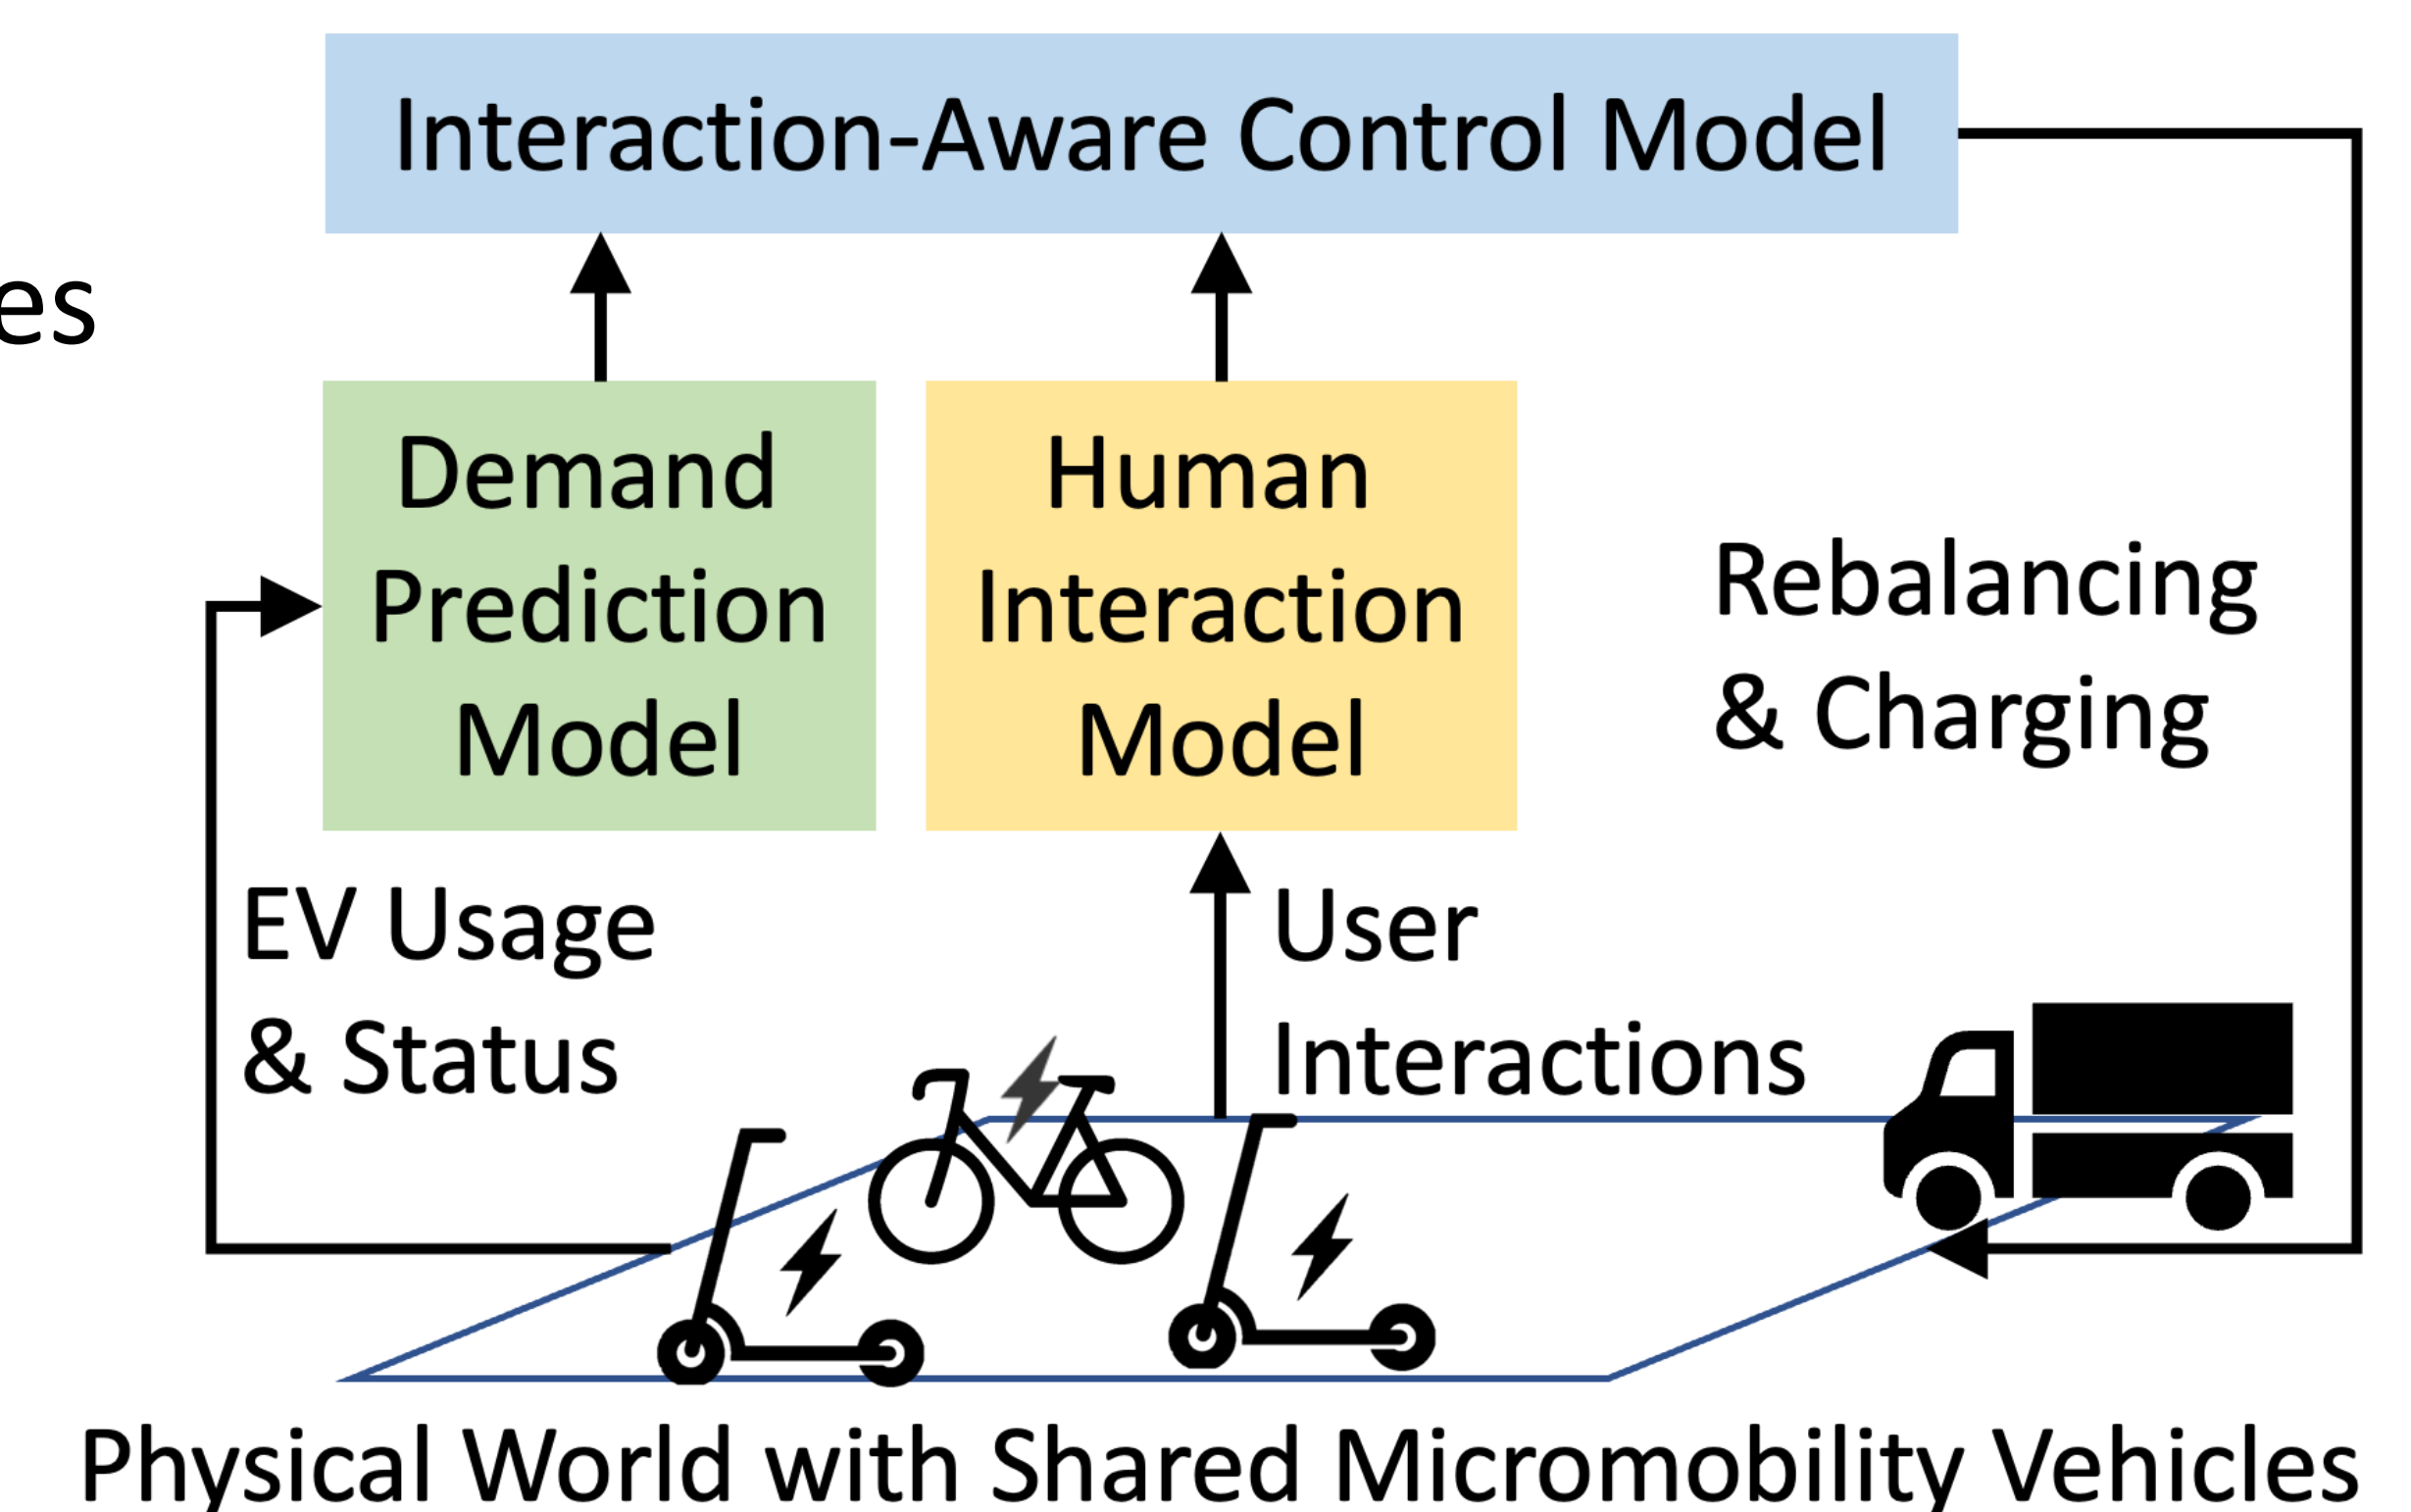 Interaction-Aware Control Model
es
Demand
Prediction
Model
Human
Interaction
Model
Rebalancing
& Charging
EV Usage
& Status
User
Interactions
Physical World with Shared Micromobility Vehicles